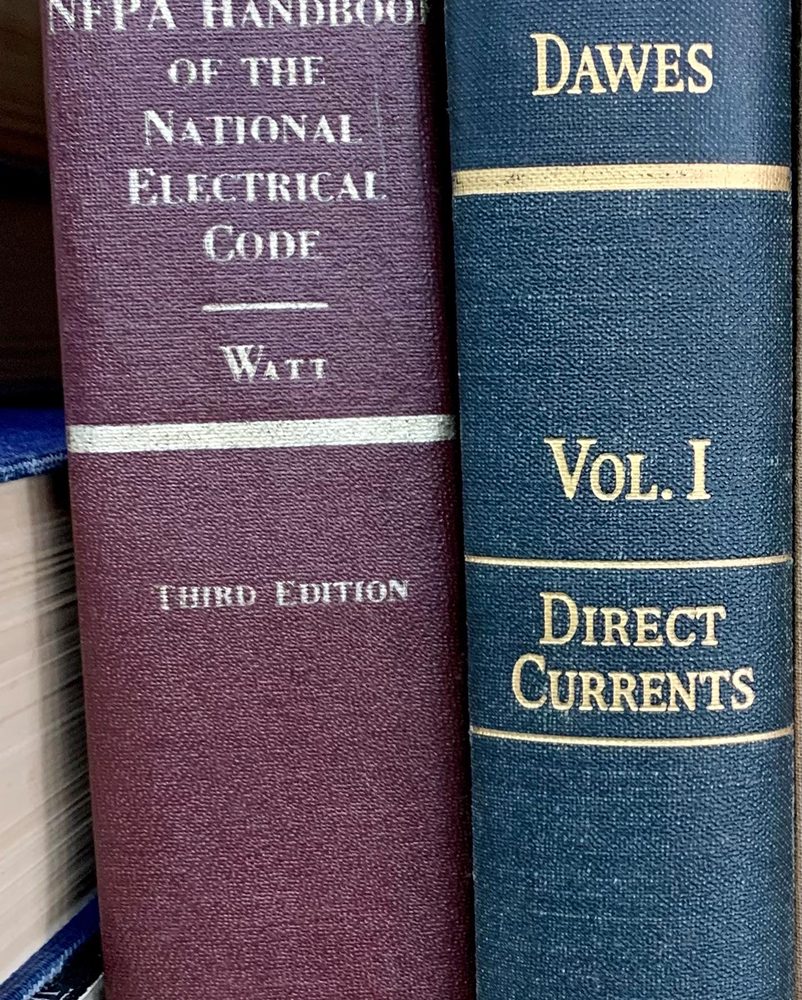 NFPA HANDBOOK
OF THE
NATIONAL
ELECTRICAL
CODE
WATT
THIRD EDITION
DAWES
VOL. I
DIRECT
CURRENTS